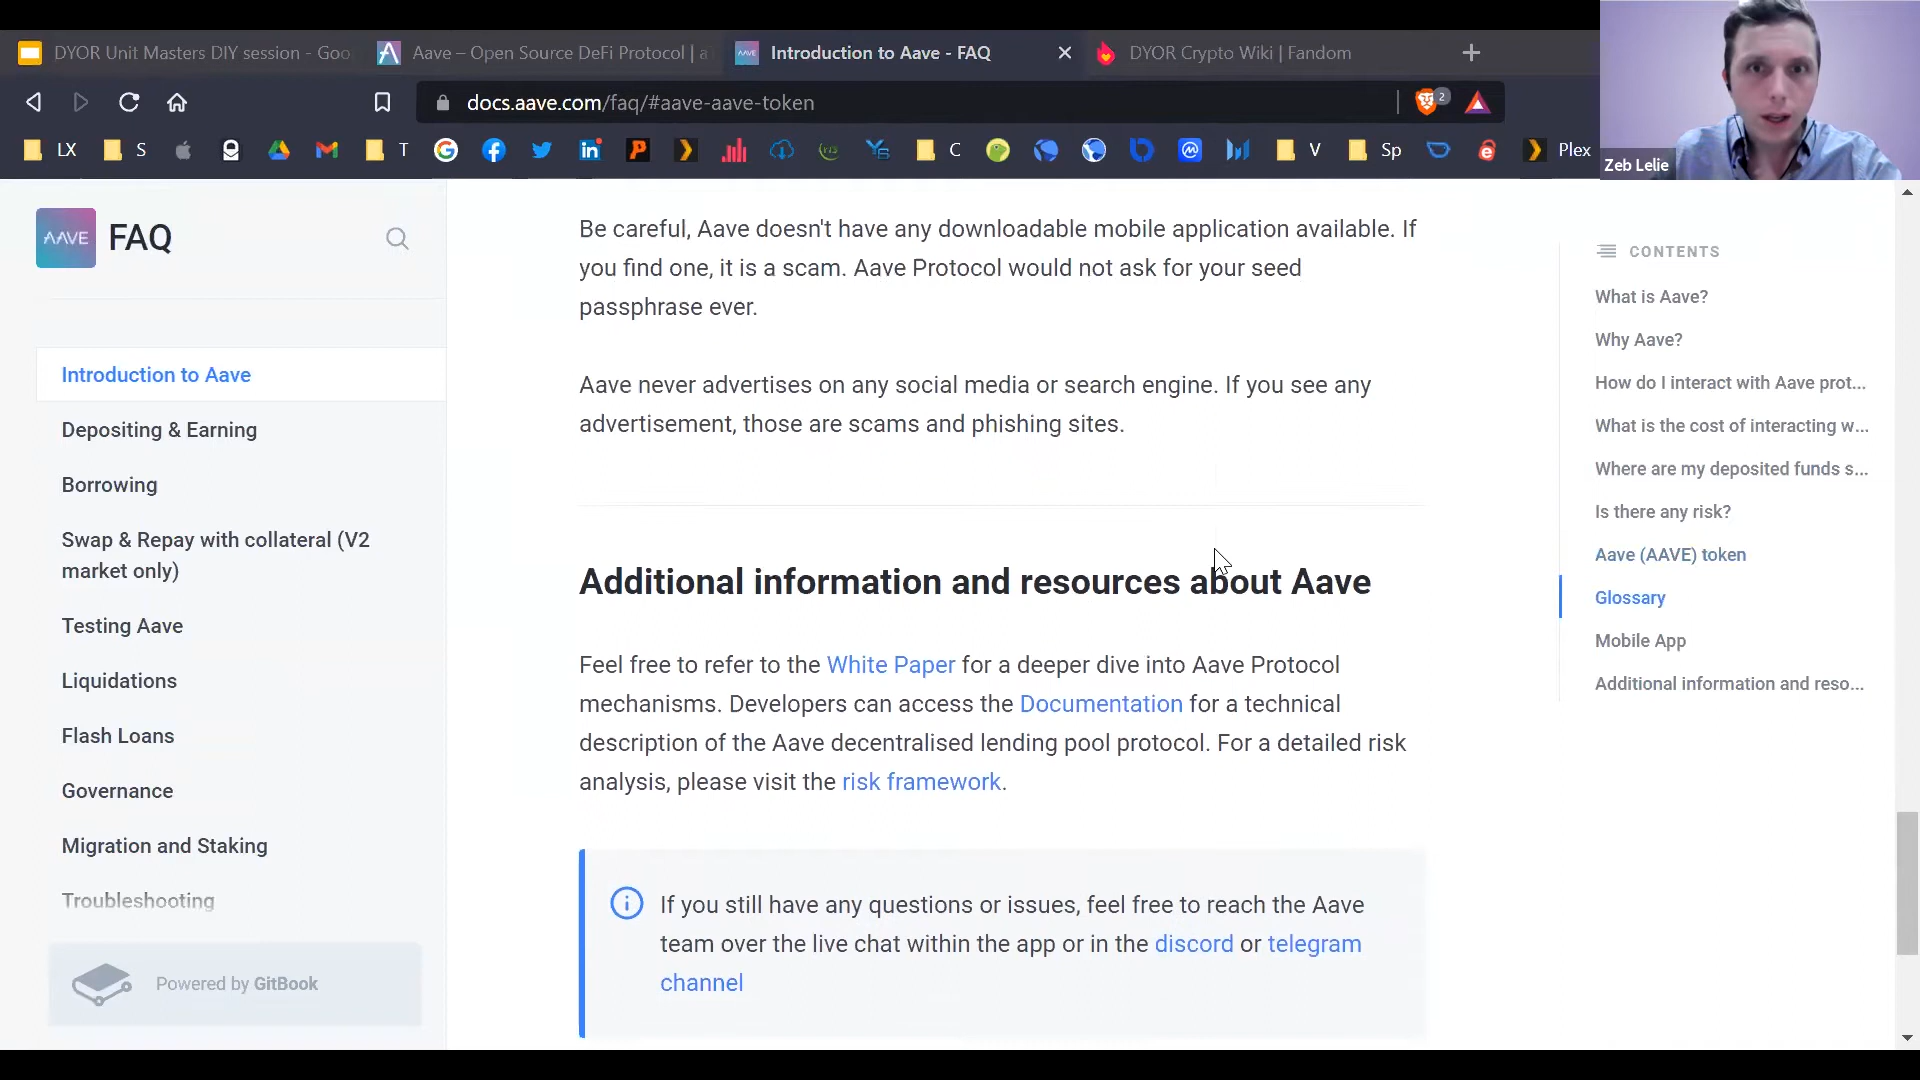 DYOR Unit Masters DIY session - Goo
Aave – Open Source DeFi Protocol | a
Introduction to Aave - FAQ
DYOR Crypto Wiki | Fandom
docs.aave.com/faq/#aave-aave-token
2
LX
S
T
C
V
Sp
Plex
Zeb Lelie
AAVE
FAQ
Introduction to Aave
Depositing & Earning
Borrowing
Swap & Repay with collateral (V2
market only)
Testing Aave
Liquidations
Flash Loans
Governance
Migration and Staking
Troubleshooting
Powered by GitBook
Be careful, Aave doesn't have any downloadable mobile application available. If
you find one, it is a scam. Aave Protocol would not ask for your seed
passphrase ever.
Aave never advertises on any social media or search engine. If you see any
advertisement, those are scams and phishing sites.
Additional information and resources about Aave
Feel free to refer to the White Paper for a deeper dive into Aave Protocol
mechanisms. Developers can access the Documentation for a technical
description of the Aave decentralised lending pool protocol. For a detailed risk
analysis, please visit the risk framework.
If you still have any questions or issues, feel free to reach the Aave
team over the live chat within the app or in the discord or telegram
channel
CONTENTS
What is Aave?
Why Aave?
How do I interact with Aave prot...
What is the cost of interacting w...
Where are my deposited funds s...
Is there any risk?
Aave (AAVE) token
Glossary
Mobile App
Additional information and reso...